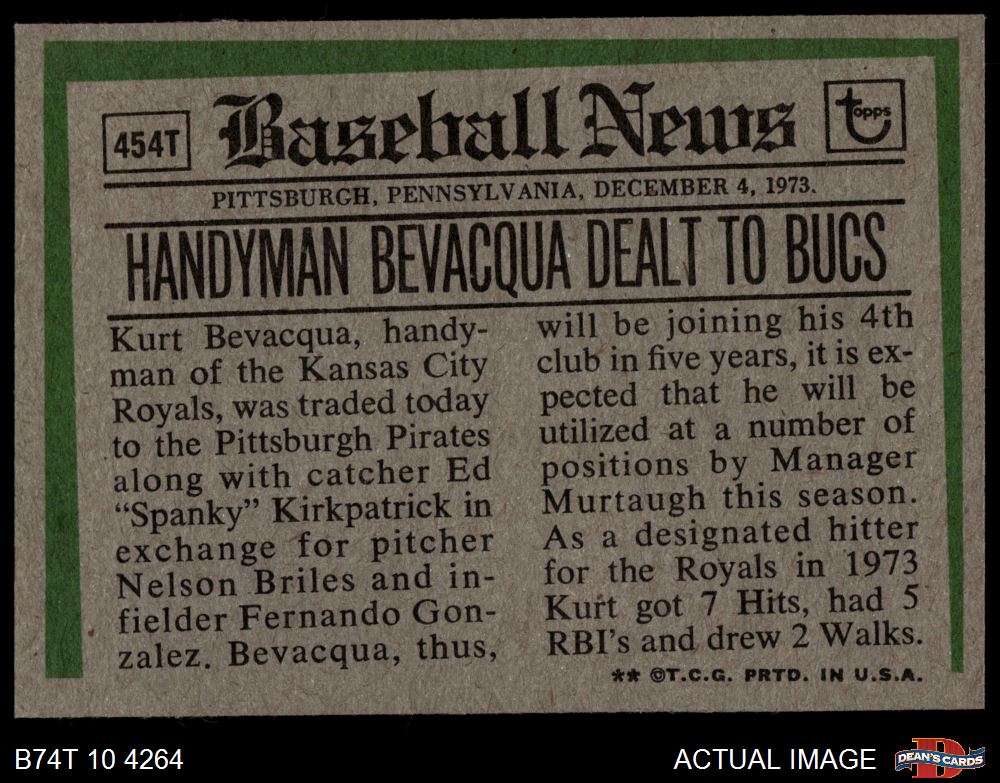 454T
Baseball News
topps
PITTSBURGH, PENNSYLVANIA, DECEMBER 4, 1973.
HANDYMAN BEVACQUA DEALT TO BUCS
Kurt Bevacqua, handy-
man of the Kansas City
Royals, was traded today
to the Pittsburgh Pirates
along with catcher Ed
“Spanky” Kirkpatrick in
exchange for pitcher
Nelson Briles and in-
fielder Fernando Gon-
zalez. Bevacqua, thus,
will be joining his 4th
club in five years, it is ex-
pected that he will be
utilized at a number of
positions by Manager
Murtaugh this season.
As a designated hitter
for the Royals in 1973
Kurt got 7 Hits, had 5
RBI's and drew 2 Walks.
** ©T.C.G. PRTD. IN U.S.A.
B74T 10 4264
ACTUAL IMAGE
D
DEAN'S CARDS